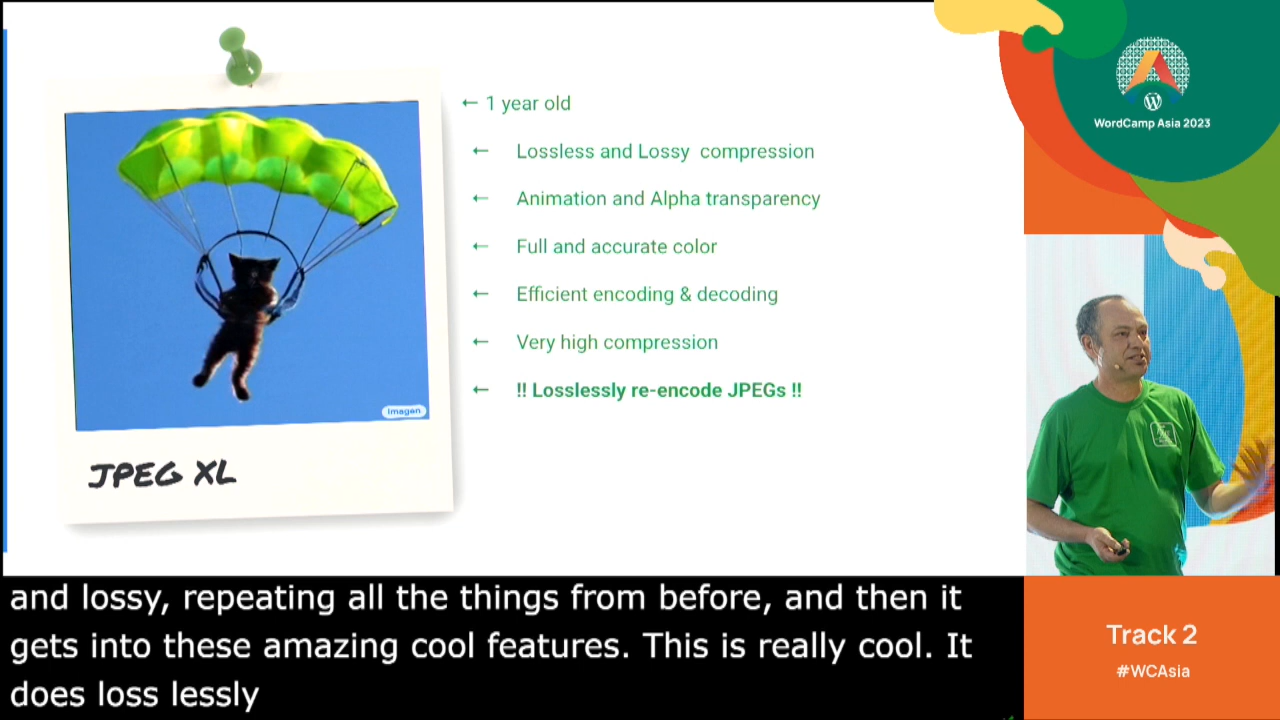 ← 1 year old
← Lossless and Lossy compression
← Animation and Alpha transparency
← Full and accurate color
← Efficient encoding & decoding
← Very high compression
← !! Losslessly re-encode JPEGs !!
Imagen
JPEG XL
WordCamp Asia 2023
and lossy, repeating all the things from before, and then it
gets into these amazing cool features. This is really cool. It
does loss lessly
Track 2
#WCAsia